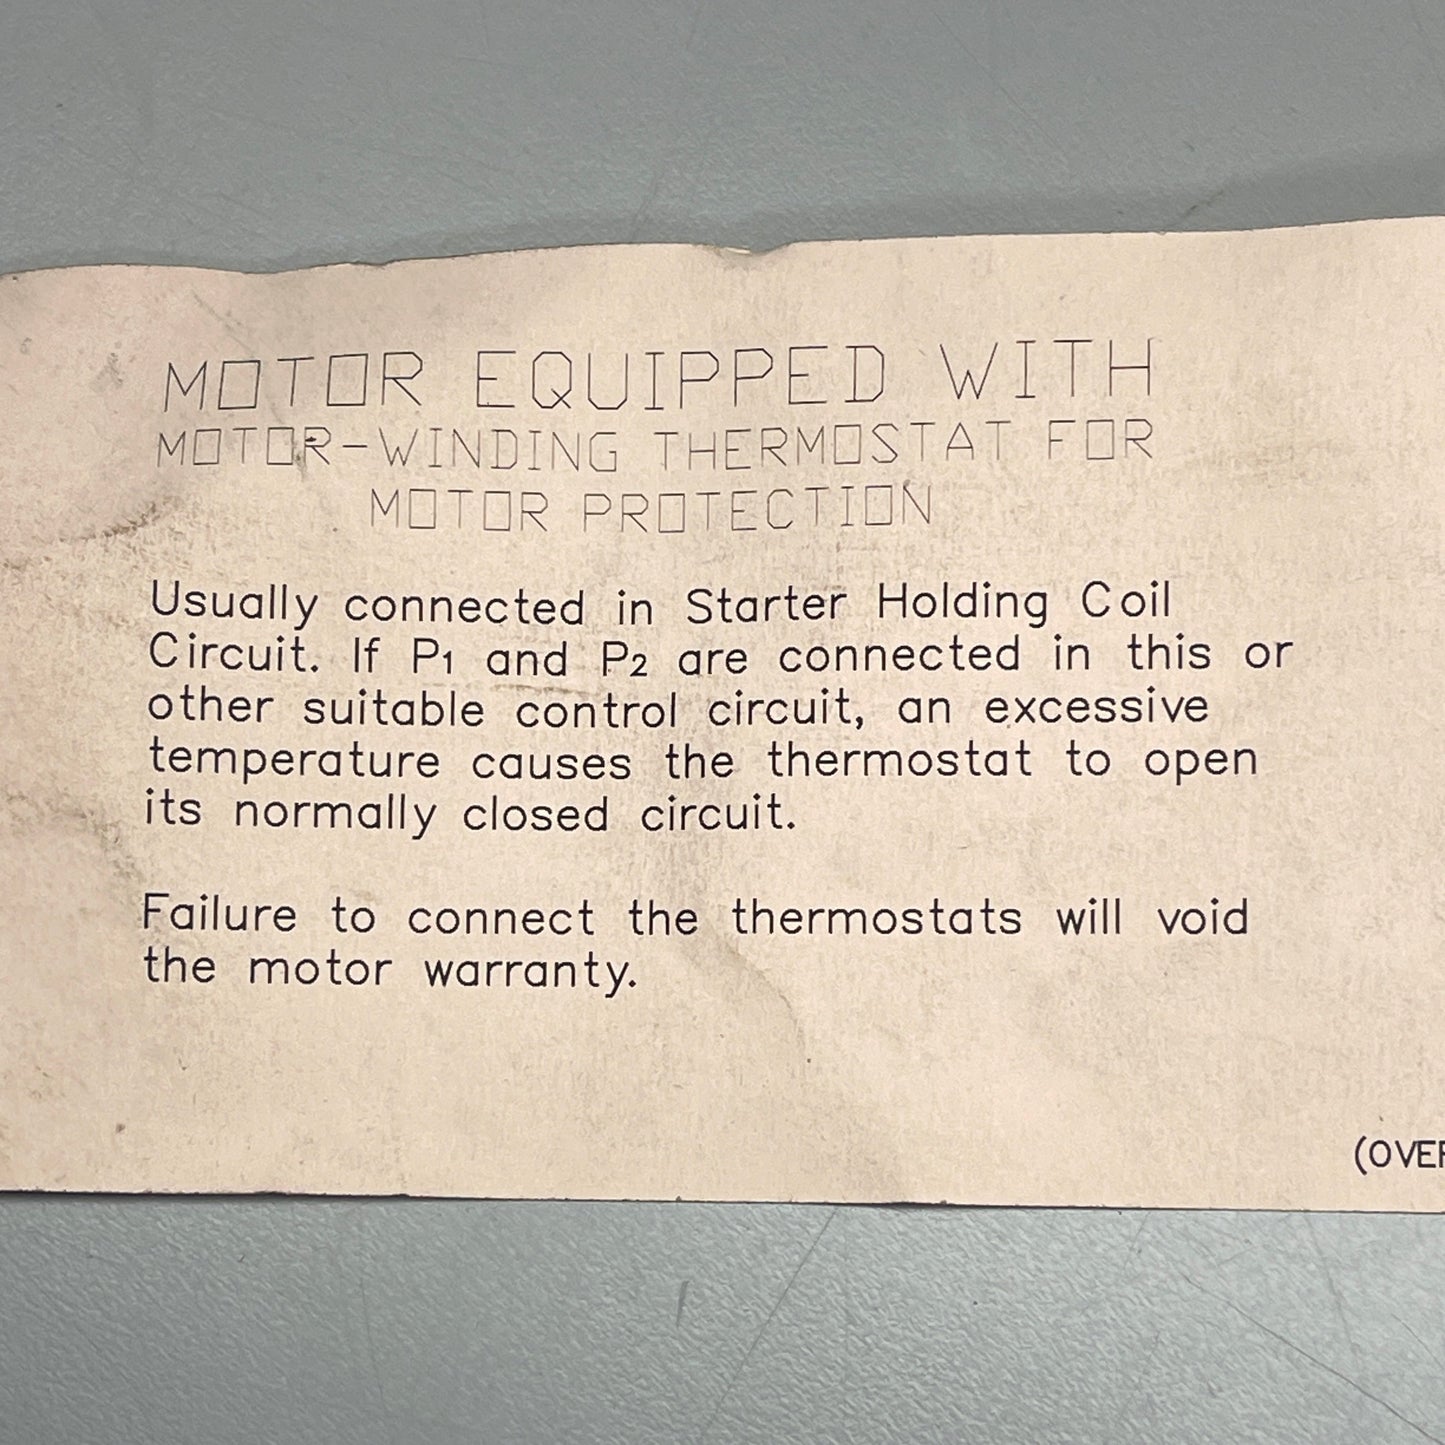 MOTOR EQUIPPED WITH
MOTOR-WINDING THERMOSTAT FOR
MOTOR PROTECTION
Usually connected in Starter Holding Coil
Circuit. If P1 and P2 are connected in this or
other suitable control circuit, an excessive
temperature causes the thermostat to open
its normally closed circuit.
Failure to connect the thermostats will void
the motor warranty.
(OVER